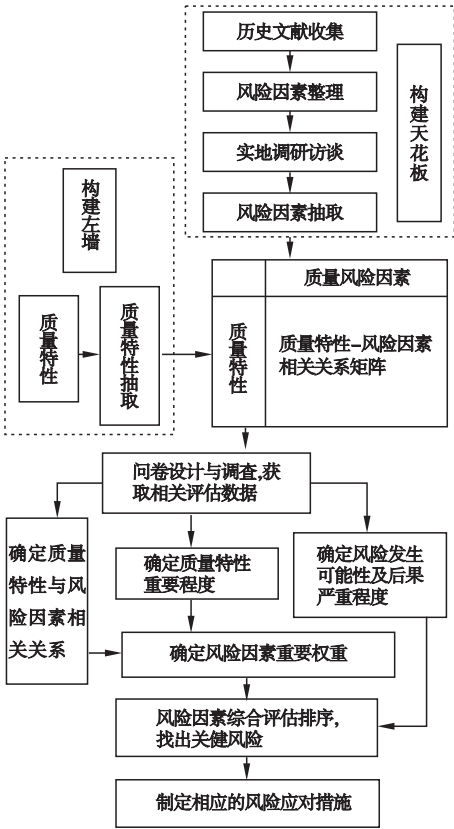 历史文献收集
风险因素整理
实地调研访谈
风险因素抽取
构建天花板
构建左墙
质量特性
质量特性抽取
质量风险因素
质量特性
质量特性-风险因素
相关关系矩阵
问卷设计与调查,获
取相关评估数据
确定质量
特性与风
险因素相
关关系
确定质量特性
重要程度
确定风险发生
可能性及后果
严重程度
确定风险因素重要权重
风险因素综合评估排序,
找出关健风险
制定相应的风险应对措施